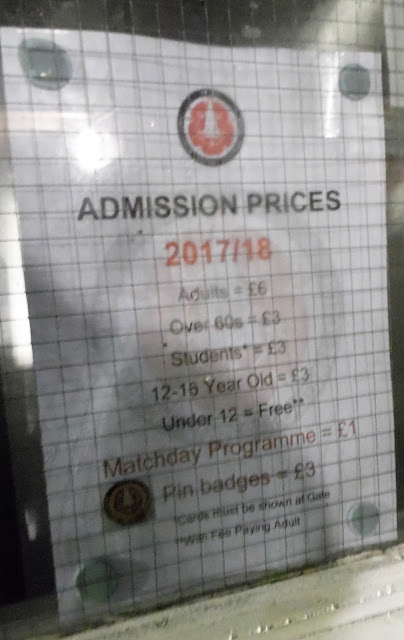 ADMISSION PRICES
2017/18
Adults = £6
Over 60s = £3
Students* = £3
12-16 Year Old = £3
Under 12 = Free**
Matchday Programme = £1
Pin badges = £3
*Cards must be shown at Gate
**With Fee Paying Adult